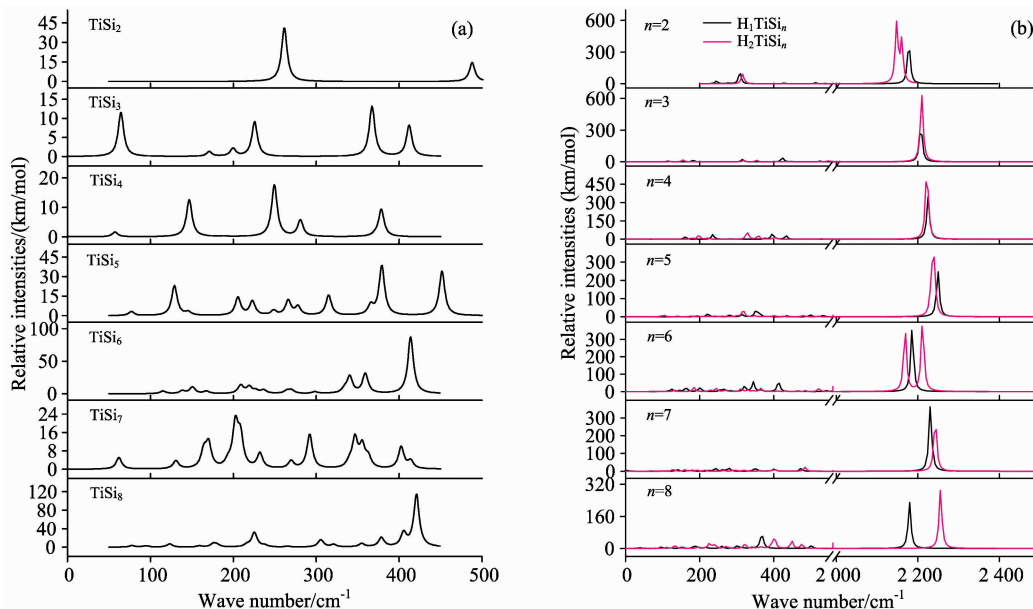 (a)
Relative intensities/(km/mol)
TiSi₂
45
30
15
0
TiSi₃
15
10
5
0
TiSi₄
20
10
0
TiSi₅
45
30
15
0
TiSi₆
100
50
0
TiSi₇
24
16
8
0
TiSi₈
120
80
40
0
0 100 200 300 400 500
Wave number/cm⁻¹
(b)
Relative intensities (km/mol)
H₁TiSiₙ
H₂TiSiₙ
n=2
600
300
0
n=3
600
300
0
n=4
450
300
150
0
n=5
300
200
100
0
n=6
300
200
100
0
n=7
300
200
100
0
n=8
320
160
0
0 200 400 2 000 2 200 2 400
Wave number/cm⁻¹